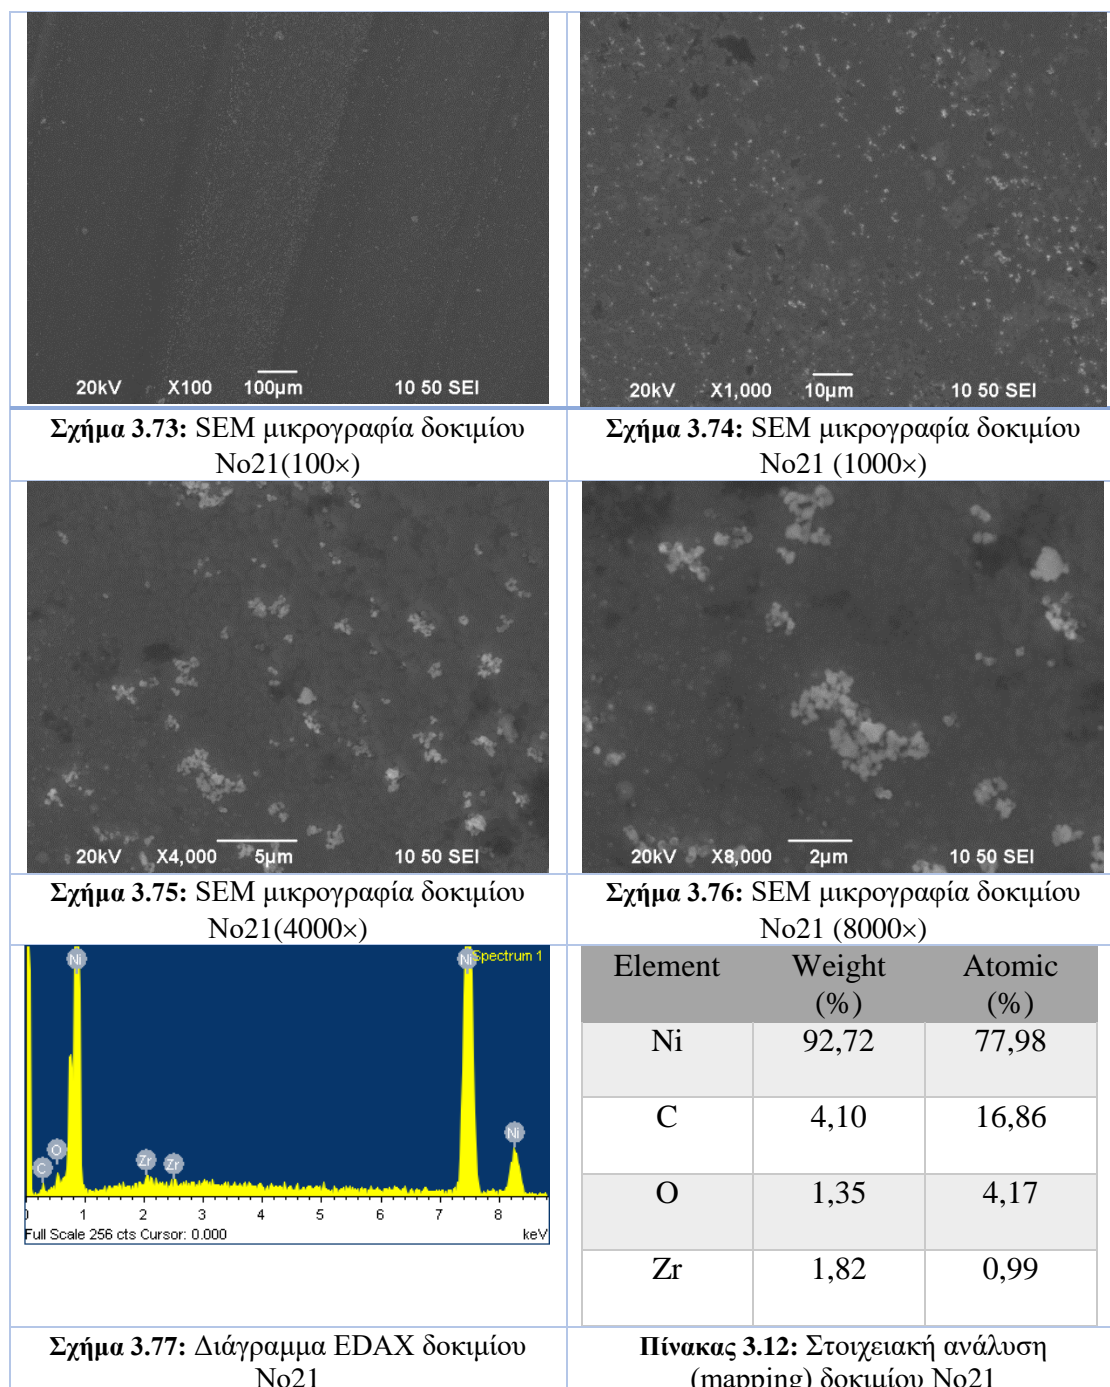 20kV X100 100µm 10 50 SEI
20kV X1,000 10µm 10 50 SEI
Σχήμα 3.73: SEM μικρογραφία δοκιμίου
No21(100×)
Σχήμα 3.74: SEM μικρογραφία δοκιμίου
No21 (1000×)
20kV X4,000 5µm 10 50 SEI
20kV X8,000 2µm 10 50 SEI
Σχήμα 3.75: SEM μικρογραφία δοκιμίου
No21(4000×)
Σχήμα 3.76: SEM μικρογραφία δοκιμίου
No21 (8000×)
Ni Ni Spectrum 1
Ni
O Zr Zr
C
0 1 2 3 4 5 6 7 8
Full Scale 256 cts Cursor: 0.000 keV
Element Weight Atomic
(%) (%)
Ni 92,72 77,98
C 4,10 16,86
O 1,35 4,17
Zr 1,82 0,99
Σχήμα 3.77: Διάγραμμα EDAX δοκιμίου
No21
Πίνακας 3.12: Στοιχειακή ανάλυση
(mapping) δοκιμίου No21